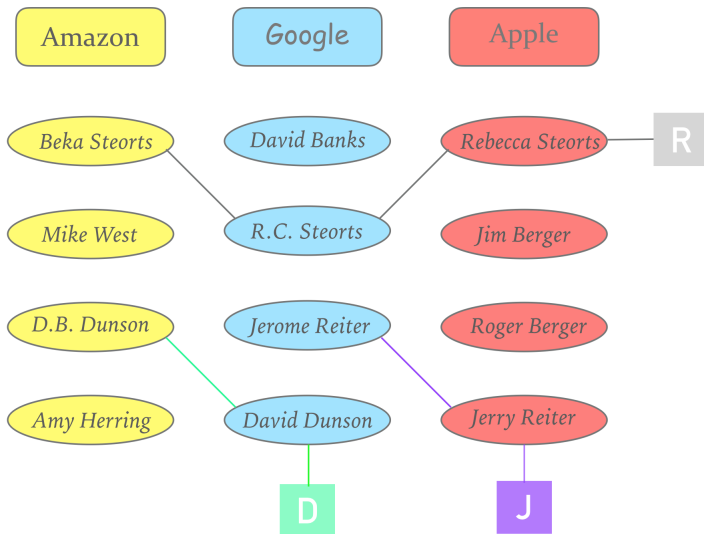 Amazon
Google
Apple
Beka Steorts
David Banks
Rebecca Steorts
R
Mike West
R.C. Steorts
Jim Berger
D.B. Dunson
Jerome Reiter
Roger Berger
Amy Herring
David Dunson
Jerry Reiter
D
J